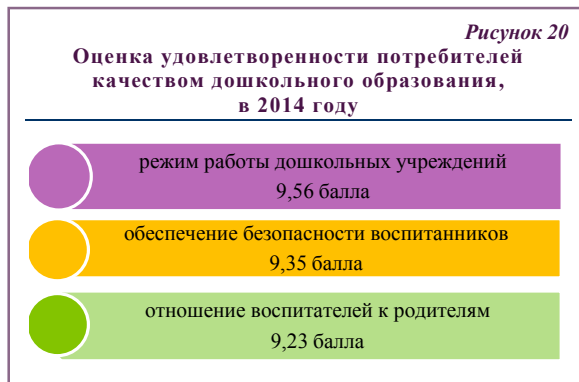 Рисунок 20
Оценка удовлетворенности потребителей
качеством дошкольного образования,
в 2014 году
режим работы дошкольных учреждений
9,56 балла
обеспечение безопасности воспитанников
9,35 балла
отношение воспитателей к родителям
9,23 балла